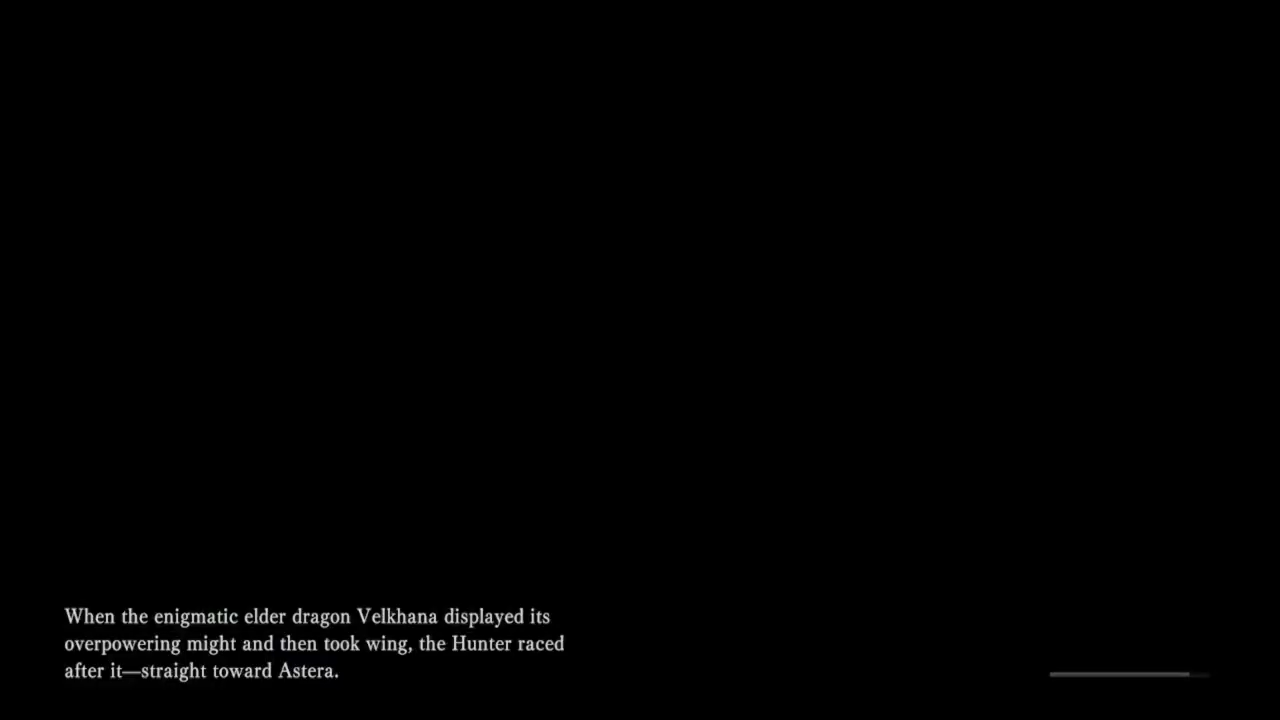 When the enigmatic elder dragon Velkhana displayed its
overpowering might and then took wing, the Hunter raced
after it—straight toward Astera.